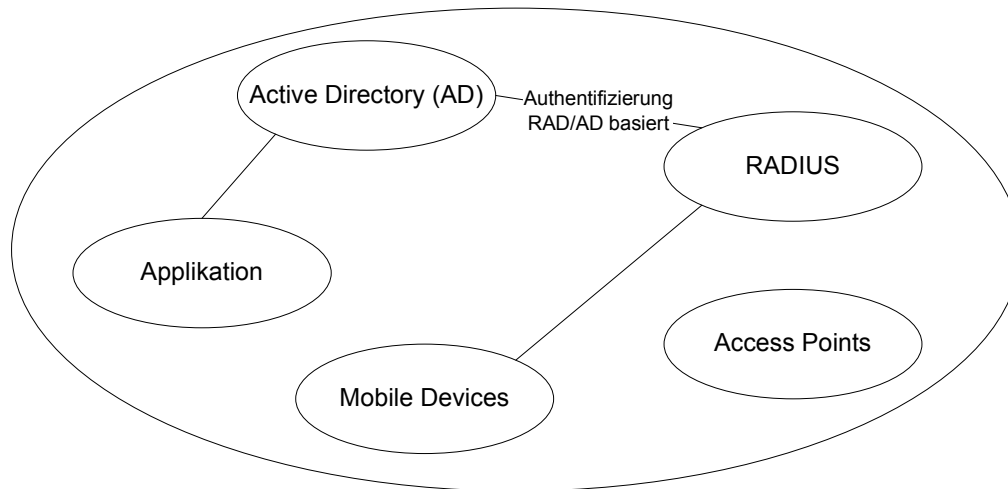 Active Directory (AD)
Authentifizierung
RAD/AD basiert
RADIUS
Applikation
Access Points
Mobile Devices